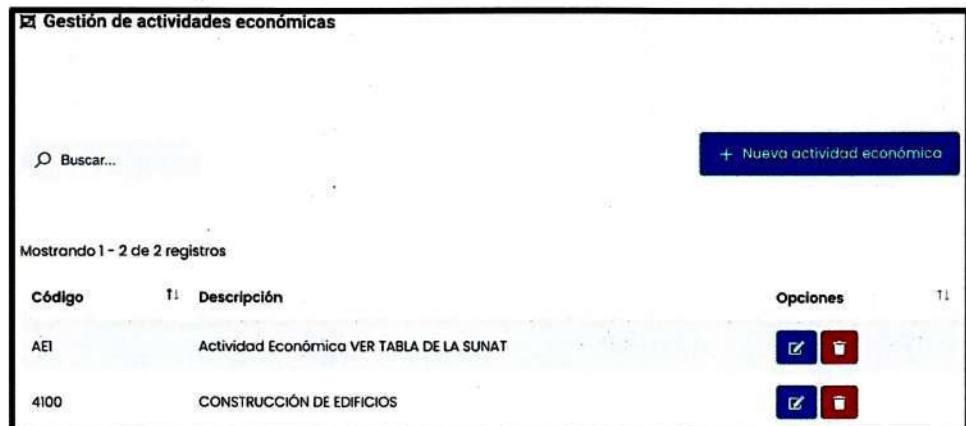 Gestión de actividades económicas
Buscar...
+ Nueva actividad económica
Mostrando 1 - 2 de 2 registros
Código Descripción Opciones
AE1 Actividad Económica VER TABLA DE LA SUNAT
4100 CONSTRUCCIÓN DE EDIFICIOS